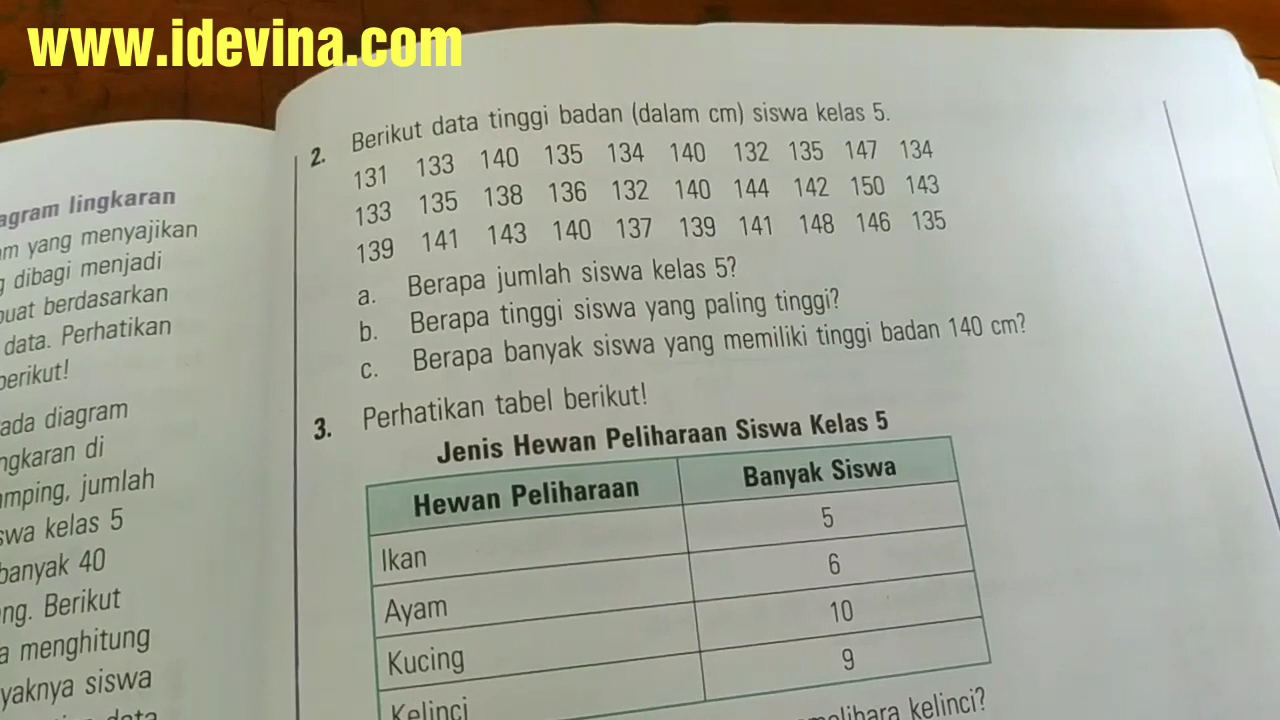 www.idevina.com
agram lingkaran
am yang menyajikan
dibagi menjadi
buat berdasarkan
data. Perhatikan
berikut!
ada diagram
ngkaran di
amping, jumlah
swa kelas 5
banyak 40
ng. Berikut
a menghitung
yaknya siswa
data
2. Berikut data tinggi badan (dalam cm) siswa kelas 5.
131 133 140 135 134 140 132 135 147 134
133 135 138 136 132 140 144 142 150 143
139 141 143 140 137 139 141 148 146 135
a. Berapa jumlah siswa kelas 5?
b. Berapa tinggi siswa yang paling tinggi?
c. Berapa banyak siswa yang memiliki tinggi badan 140 cm?
3. Perhatikan tabel berikut!
Jenis Hewan Peliharaan Siswa Kelas 5
Hewan Peliharaan Banyak Siswa
Ikan 5
Ayam 6
Kucing 10
Kelinci 9
kelinci?